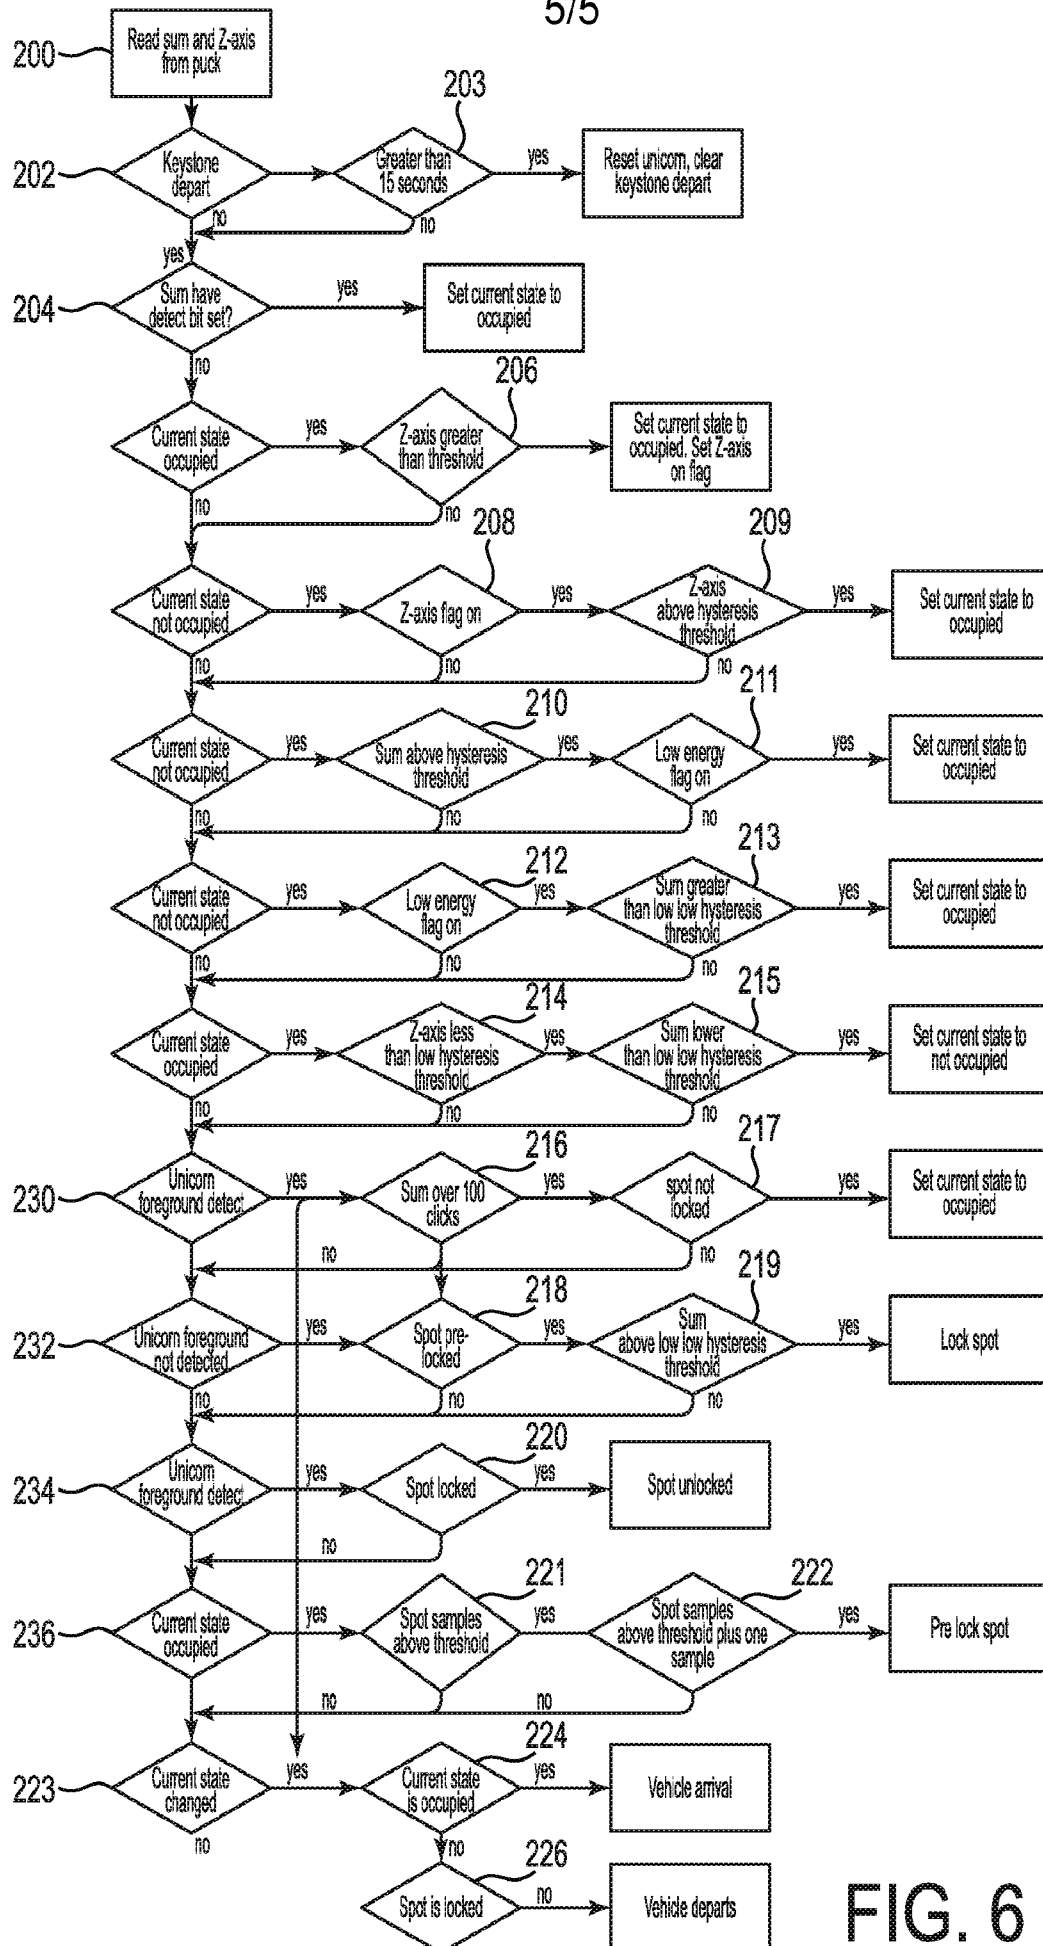 5/5
200
Read sum and Z-axis
from puck
203
202
Keystone
depart
Greater than
15 seconds
yes
Reset unicorn, clear
keystone depart
no
no
yes
204
Sum have
detect bit set?
yes
Set current state to
occupied
no
206
Current state
occupied
yes
Z-axis greater
than threshold
Set current state to
occupied. Set Z-axis
on flag
no
no
208
209
Current state
not occupied
yes
Z-axis flag on
yes
Z-axis
above hysteresis
threshold
yes
Set current state to
occupied
no
no
no
210
211
Current state
not occupied
yes
Sum above hysteresis
threshold
yes
Low energy
flag on
yes
Set current state to
occupied
no
no
no
212
213
Current state
not occupied
yes
Low energy
flag on
yes
Sum greater
than low low hysteresis
threshold
yes
Set current state to
occupied
no
no
no
214
215
Current state
occupied
yes
Z-axis less
than low hysteresis
threshold
yes
Sum lower
than low low hysteresis
threshold
yes
Set current state to
not occupied
no
no
no
216
217
230
Unicorn
foreground detect
yes
Sum over 100
clicks
yes
spot not
locked
yes
Set current state to
occupied
no
no
218
219
232
Unicorn foreground
not detected
yes
Spot pre-
locked
yes
Sum
above low low hysteresis
threshold
yes
Lock spot
no
no
no
220
234
Unicorn
foreground detect
yes
Spot locked
yes
Spot unlocked
no
221
222
236
Current state
occupied
yes
Spot samples
above threshold
yes
Spot samples
above threshold plus one
sample
yes
Pre lock spot
no
no
224
223
Current state
changed
yes
Current state
is occupied
yes
Vehicle arrival
no
no
226
Spot is locked
no
Vehicle departs
FIG. 6